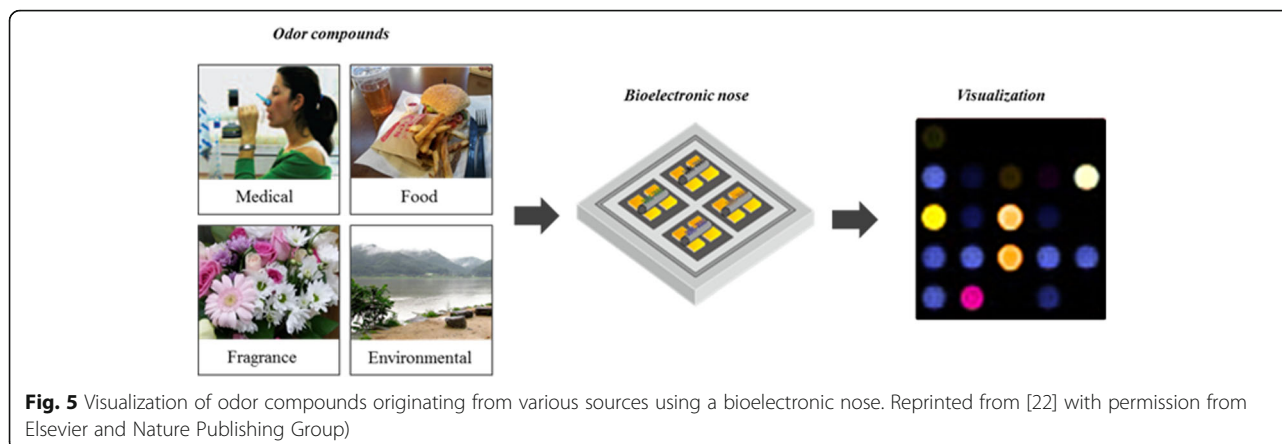 Odor compounds
Medical
Food
Fragrance
Environmental
Bioelectronic nose
Visualization
Fig. 5 Visualization of odor compounds originating from various sources using a bioelectronic nose. Reprinted from [22] with permission from
Elsevier and Nature Publishing Group)